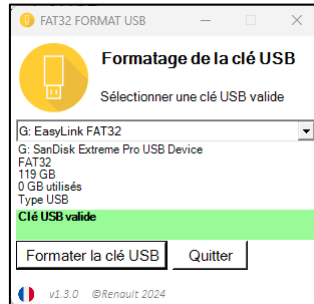 FAT32 FORMAT USB
Formatage de la clé USB
Sélectionner une clé USB valide
G: EasyLink FAT32
G: SanDisk Extreme Pro USB Device
FAT32
119 GB
0 GB utilisés
Type USB
Clé USB valide
Formater la clé USB
Quitter
v1.3.0 ©Renault 2024